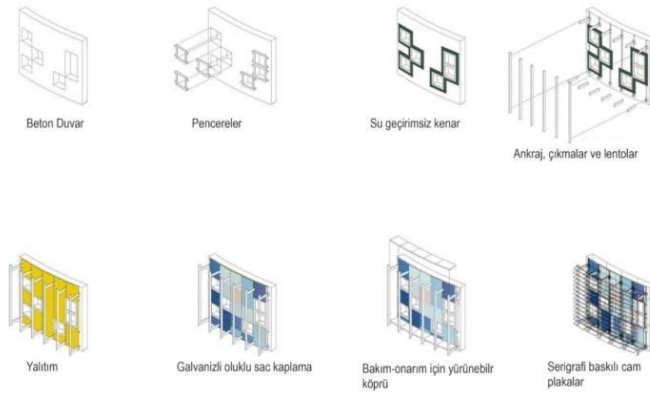 Beton Duvar
Pencereler
Su geçirimsiz kenar
Ankraj, çıkmalar ve lentolar
Yalıtım
Galvanizli oluklu sac kaplama
Bakım-onarım için yürünebilr
köprü
Serigrafi baskılı cam
plakalar